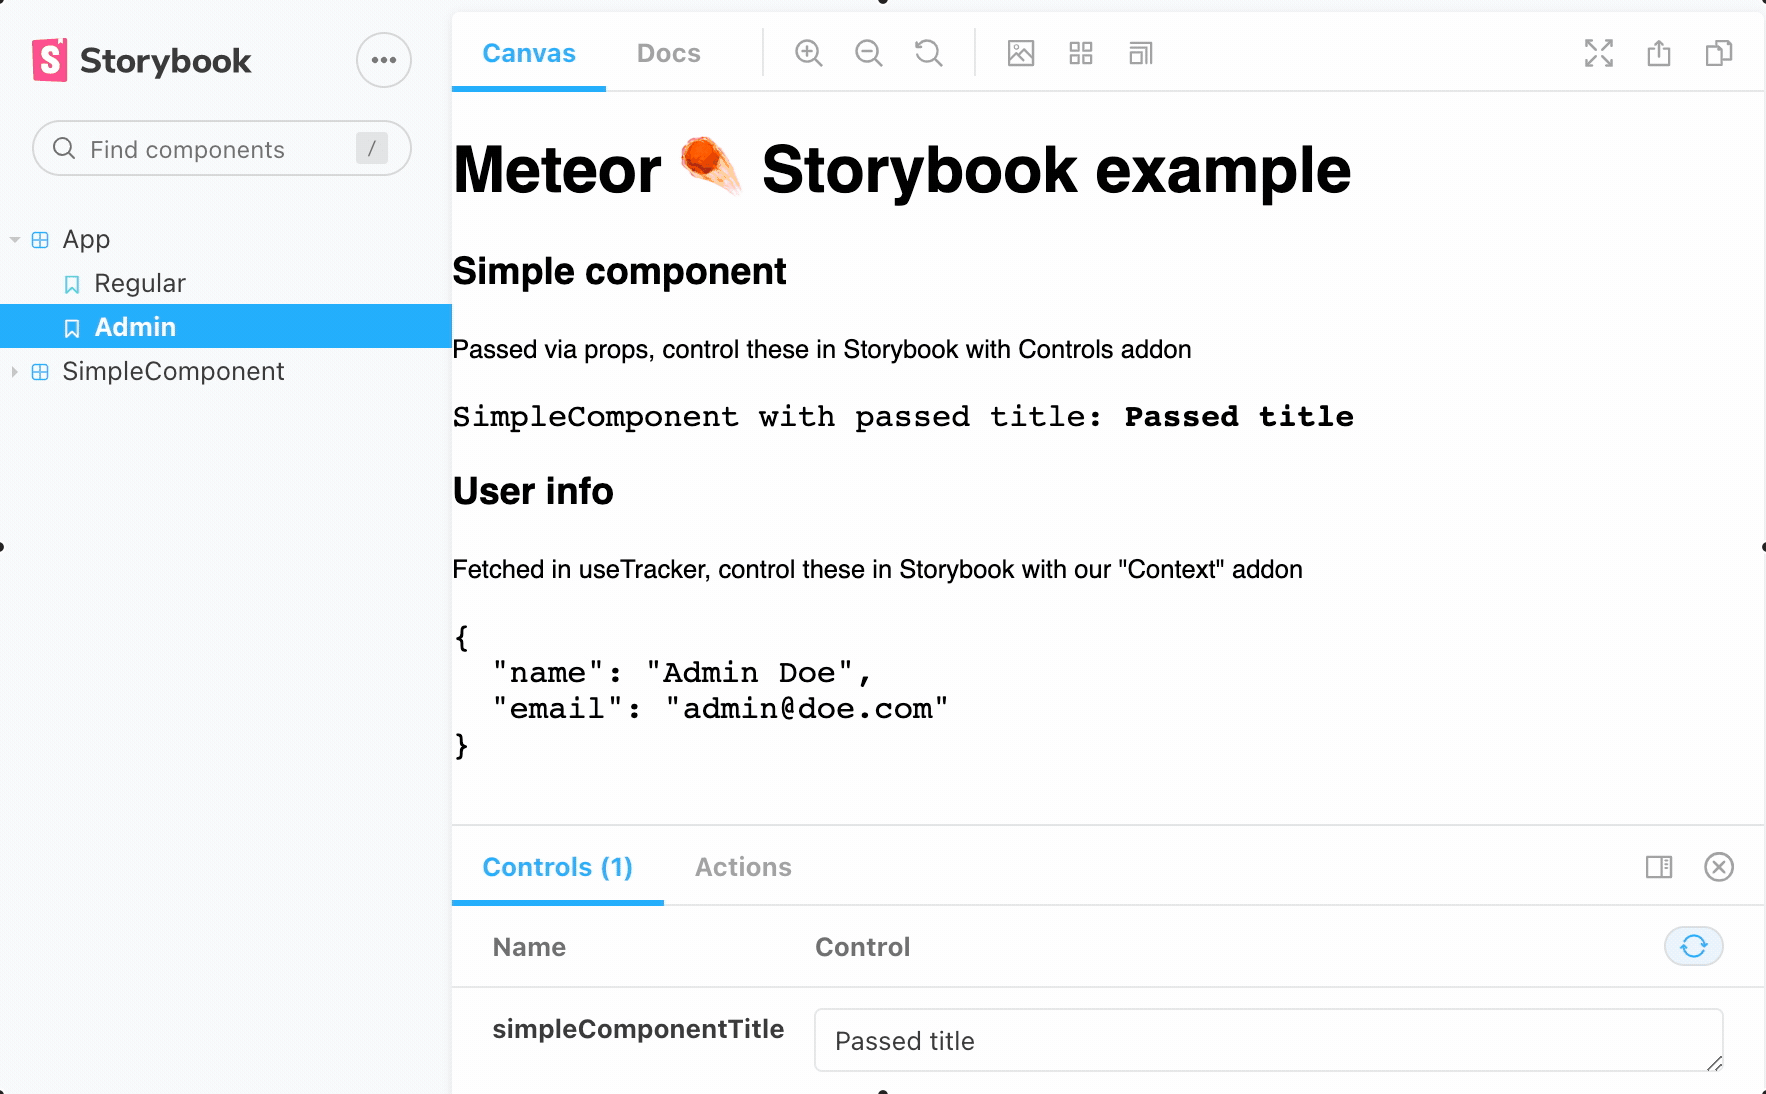 Storybook
Find components /
App
Regular
Admin
SimpleComponent
Canvas Docs
Meteor ☄️ Storybook example
Simple component
Passed via props, control these in Storybook with Controls addon
SimpleComponent with passed title: Passed title
User info
Fetched in useTracker, control these in Storybook with our "Context" addon
{
"name": "Admin Doe",
"email": "admin@doe.com"
}
Controls (1) Actions
Name Control
simpleComponentTitle Passed title